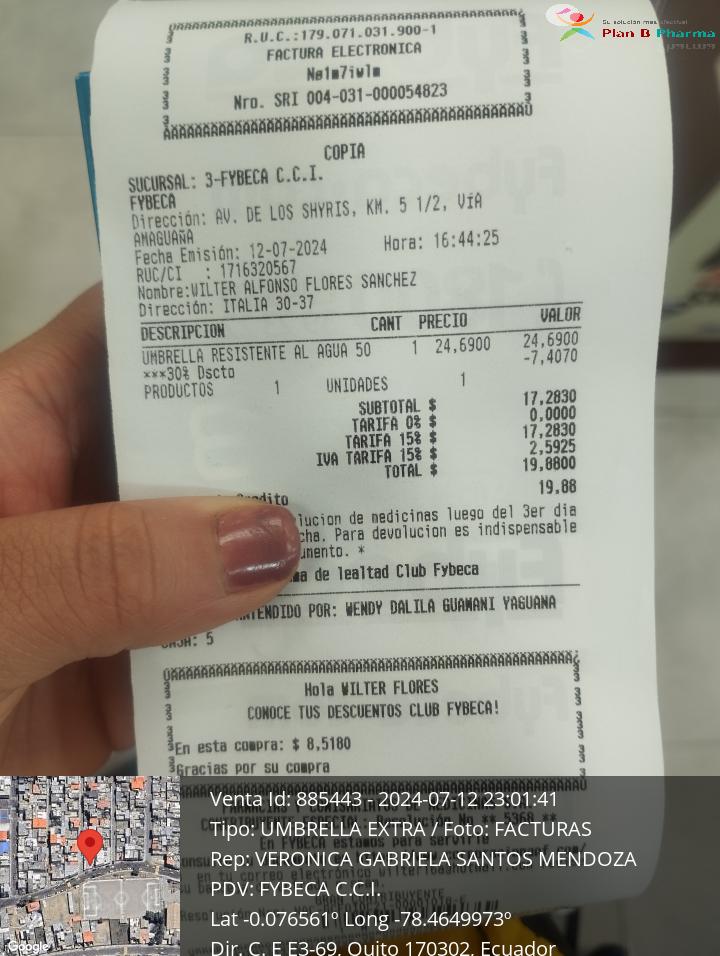 Su solución más efectiva!
Plan B Pharma
R.U.C.:179.071.031.900-1
FACTURA ELECTRONICA
Nro. SRI 004-031-000054823
COPIA
SUCURSAL: 3-FYBECA C.C.I.
FYBECA
Dirección: AV. DE LOS SHYRIS, KM. 5 1/2, VÍA
AMAGUAÑA
Fecha Emisión: 12-07-2024 Hora: 16:44:25
RUC/CI : 1716320567
Nombre:WILTER ALFONSO FLORES SANCHEZ
Dirección: ITALIA 30-37
DESCRIPCION CANT PRECIO VALOR
UMBRELLA RESISTENTE AL AGUA 50 1 24,6900 24,6900
***30% Dscto -7,4070
PRODUCTOS 1 UNIDADES 1
SUBTOTAL $ 17,2830
TARIFA 0% $ 0,0000
TARIFA 15% $ 17,2830
IVA TARIFA 15% $ 2,5925
TOTAL $ 19,8800
19.88
lucion de medicinas luego del 3er dia
cha. Para devolucion es indispensable
umento. *
ma de lealtad Club Fybeca
ATENDIDO POR: WENDY DALILA GUAMANI YAGUANA
CAJA: 5
Hola WILTER FLORES
CONOCE TUS DESCUENTOS CLUB FYBECA!
En esta compra: $ 8,5180
Gracias por su compra
En FYBECA estamos para servirle
Venta Id: 885443 - 2024-07-12 23:01:41
Tipo: UMBRELLA EXTRA / Foto: FACTURAS
Rep: VERONICA GABRIELA SANTOS MENDOZA
PDV: FYBECA C.C.I.
Lat -0.076561º Long -78.4649973º
Dir. C. E E3-69, Quito 170302, Ecuador
Google